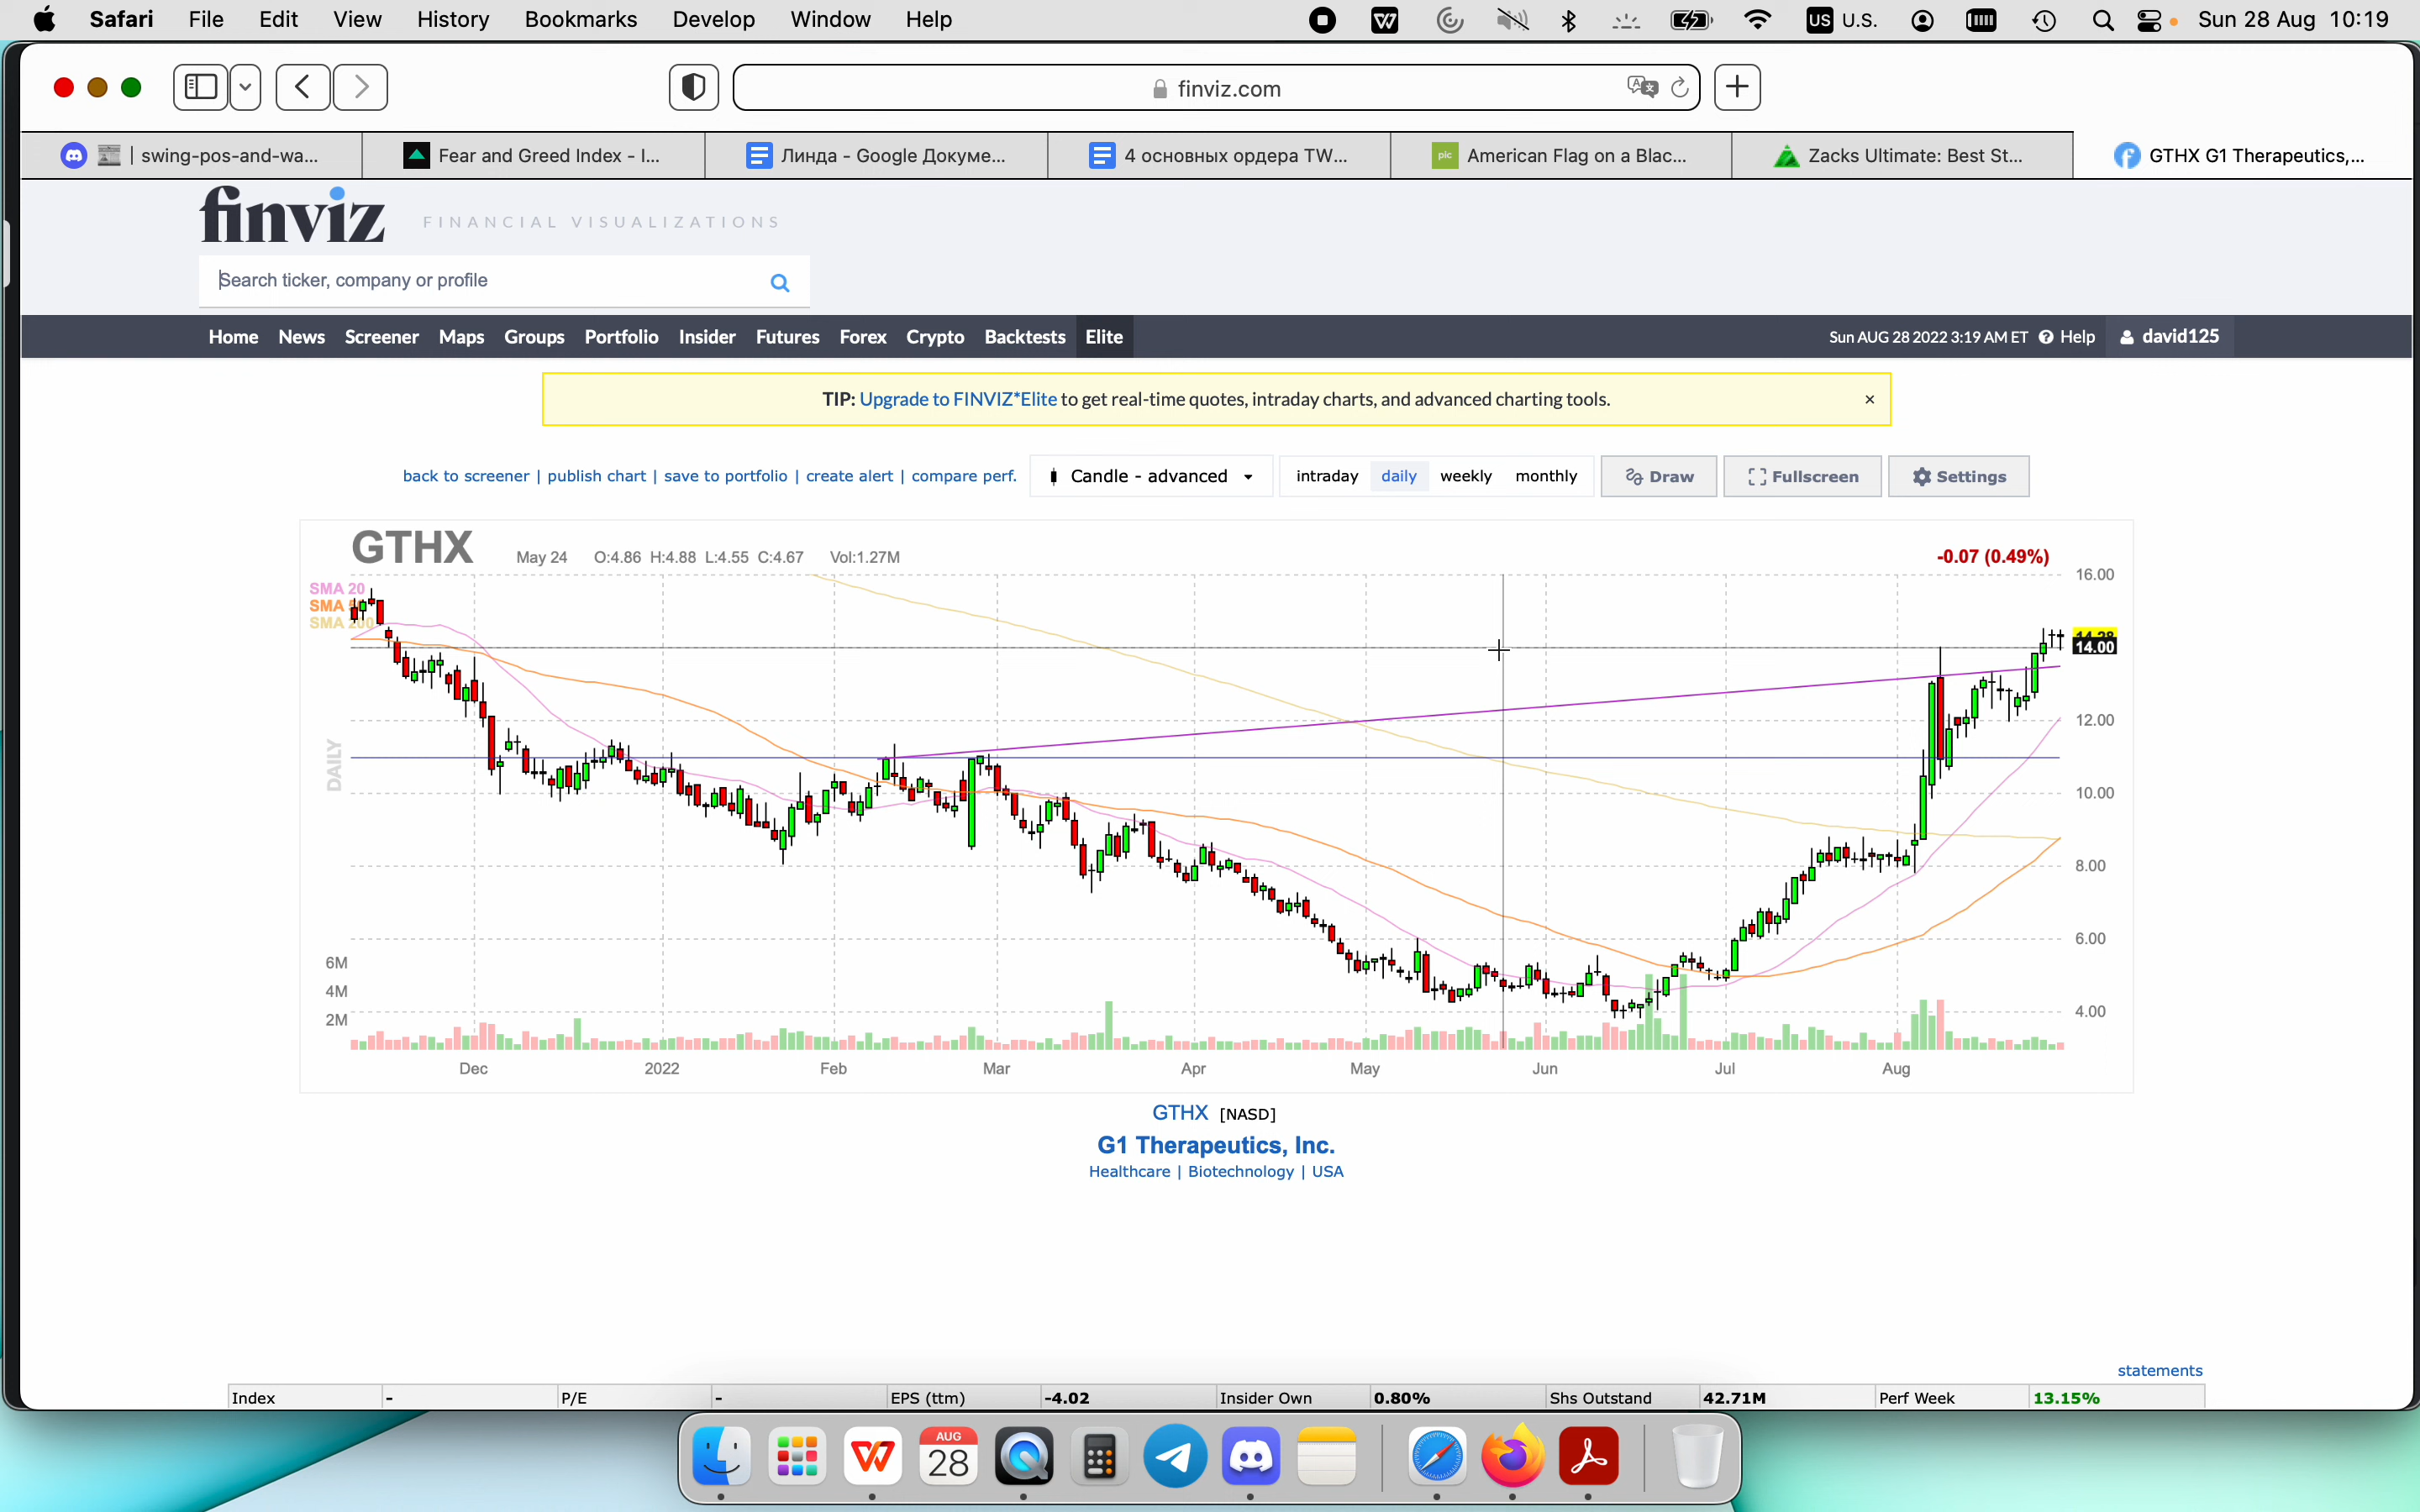 Safari File Edit View History Bookmarks Develop Window Help US U.S. Sun 28 Aug 10:19
finviz.com
| swing-pos-and-wa... Fear and Greed Index - I... Линда - Google Докуме... 4 основных ордера TW... pic American Flag on a Blac... Zacks Ultimate: Best St... GTHX G1 Therapeutics,...
finviz FINANCIAL VISUALIZATIONS
Search ticker, company or profile
Home News Screener Maps Groups Portfolio Insider Futures Forex Crypto Backtests Elite Sun AUG 28 2022 3:19 AM ET Help david125
TIP: Upgrade to FINVIZ*Elite to get real-time quotes, intraday charts, and advanced charting tools. ×
back to screener | publish chart | save to portfolio | create alert | compare perf. Candle - advanced intraday daily weekly monthly Draw Fullscreen Settings
GTHX May 24 O:4.86 H:4.88 L:4.55 C:4.67 Vol:1.27M -0.07 (0.49%)
16.00
SMA 20
SMA
SMA 200
14.00
12.00
DAILY
10.00
8.00
6.00
6M
4M
4.00
2M
Dec 2022 Feb Mar Apr May Jun Jul Aug
GTHX [NASD]
G1 Therapeutics, Inc.
Healthcare | Biotechnology | USA
statements
Index - P/E - EPS (ttm) -4.02 Insider Own 0.80% Shs Outstand 42.71M Perf Week 13.15%
AUG
28